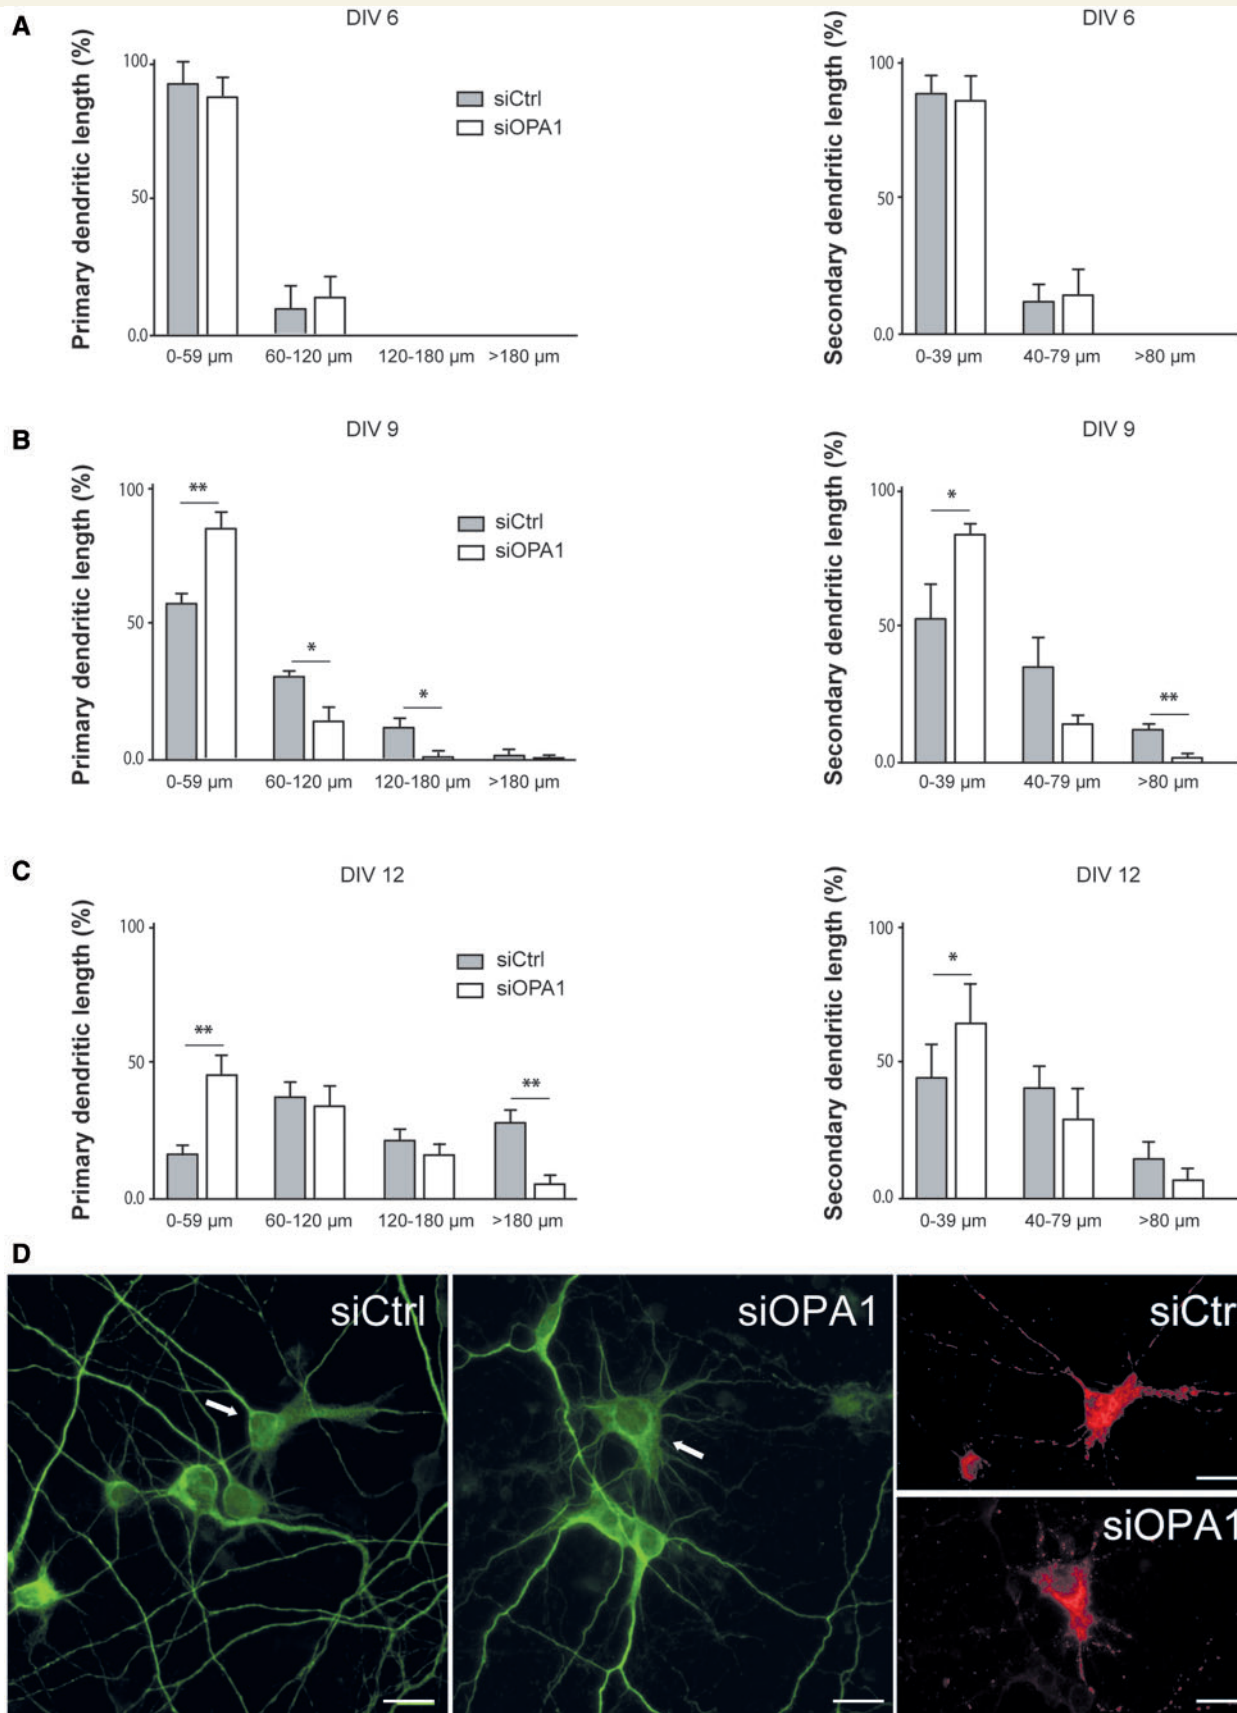 A
DIV 6
Primary dendritic length (%)
100
50
0.0
0-59 µm
60-120 µm
120-180 µm
>180 µm
siCtrl
siOPA1
DIV 6
Secondary dendritic length (%)
100
50
0.0
0-39 µm
40-79 µm
>80 µm
B
DIV 9
Primary dendritic length (%)
100
50
0.0
**
*
*
0-59 µm
60-120 µm
120-180 µm
>180 µm
siCtrl
siOPA1
DIV 9
Secondary dendritic length (%)
100
50
0.0
*
**
0-39 µm
40-79 µm
>80 µm
C
DIV 12
Primary dendritic length (%)
100
50
0.0
**
**
0-59 µm
60-120 µm
120-180 µm
>180 µm
siCtrl
siOPA1
DIV 12
Secondary dendritic length (%)
100
50
0.0
*
0-39 µm
40-79 µm
>80 µm
D
siCtrl
siOPA1
siCtr
siOPA1